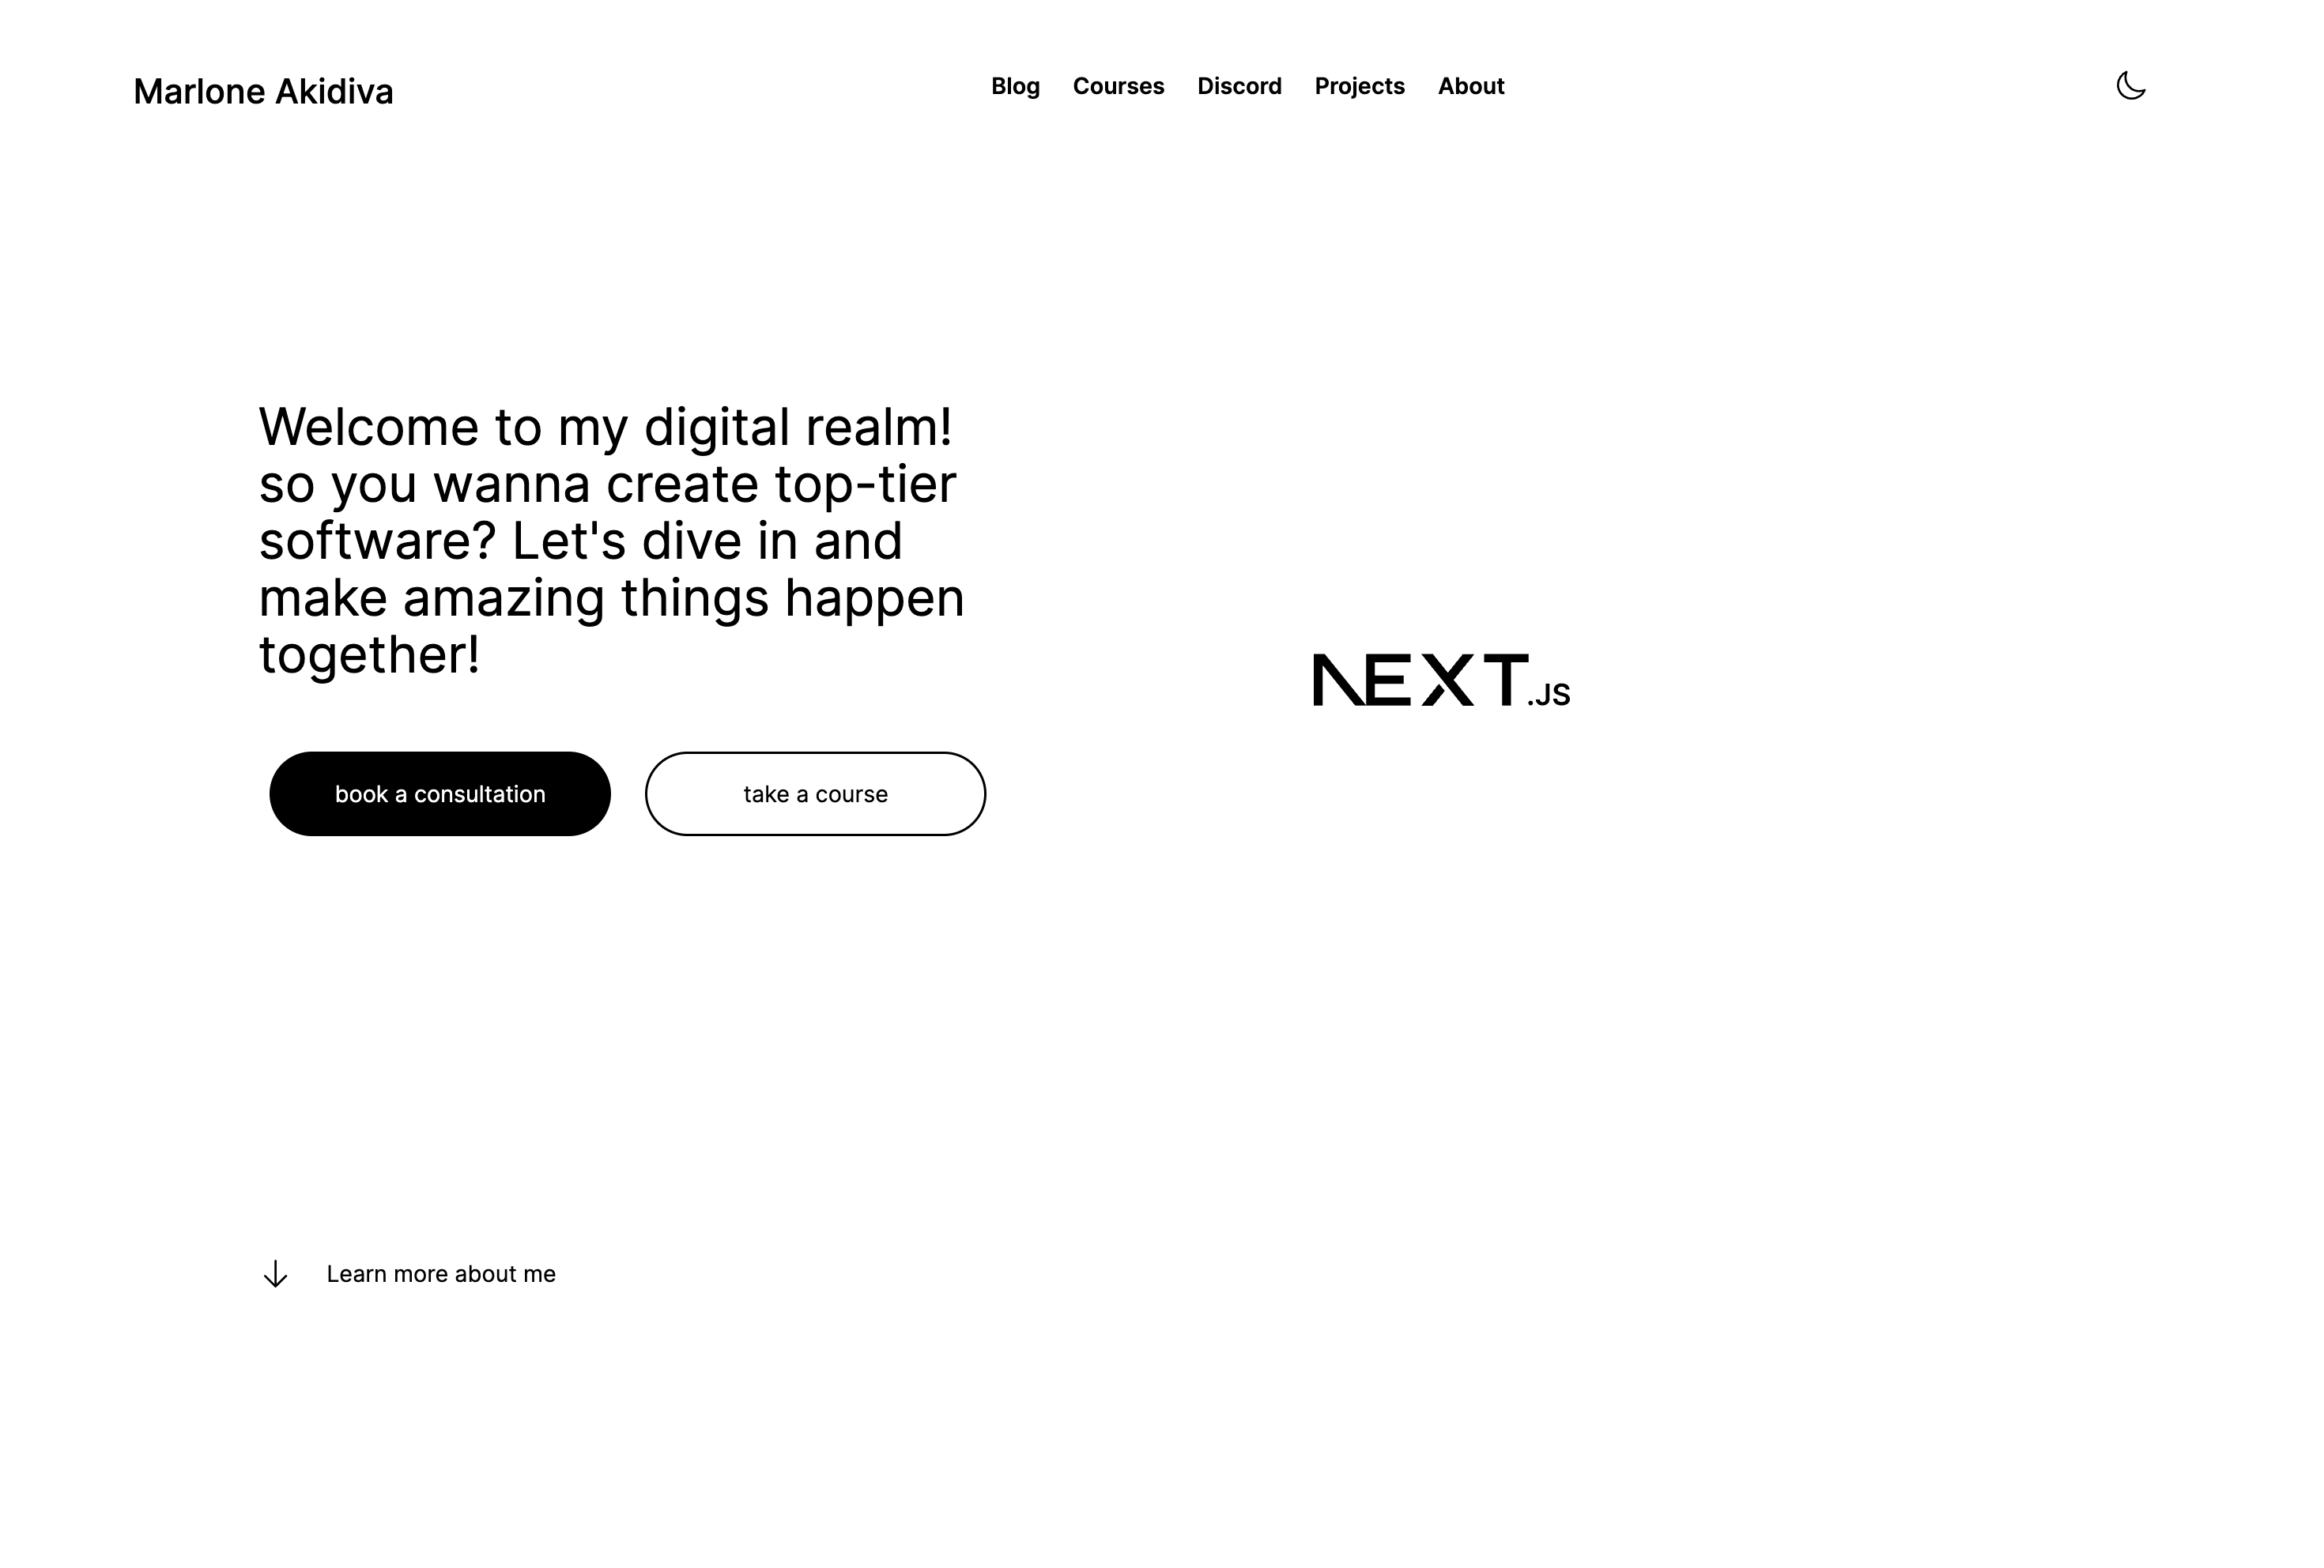 Marlone Akidiva
Blog Courses Discord Projects About
Welcome to my digital realm!
so you wanna create top-tier
software? Let's dive in and
make amazing things happen
together!
NEXT.JS
book a consultation
take a course
Learn more about me